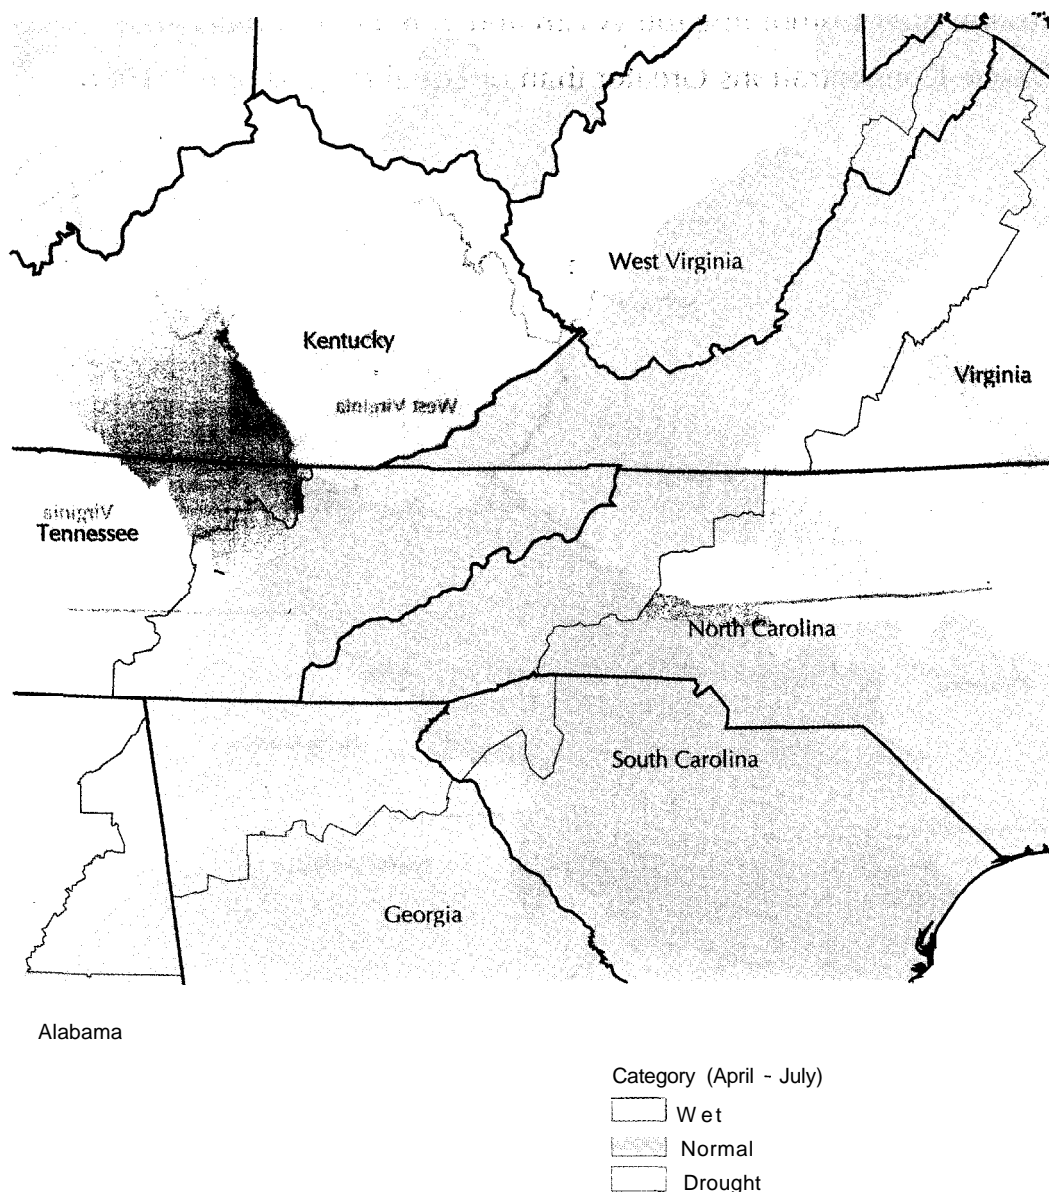 West Virginia
Kentucky
Virginia
West Virginia
Virginia
Tennessee
North Carolina
South Carolina
Georgia
Alabama
Category (April - July)
Wet
Normal
Drought